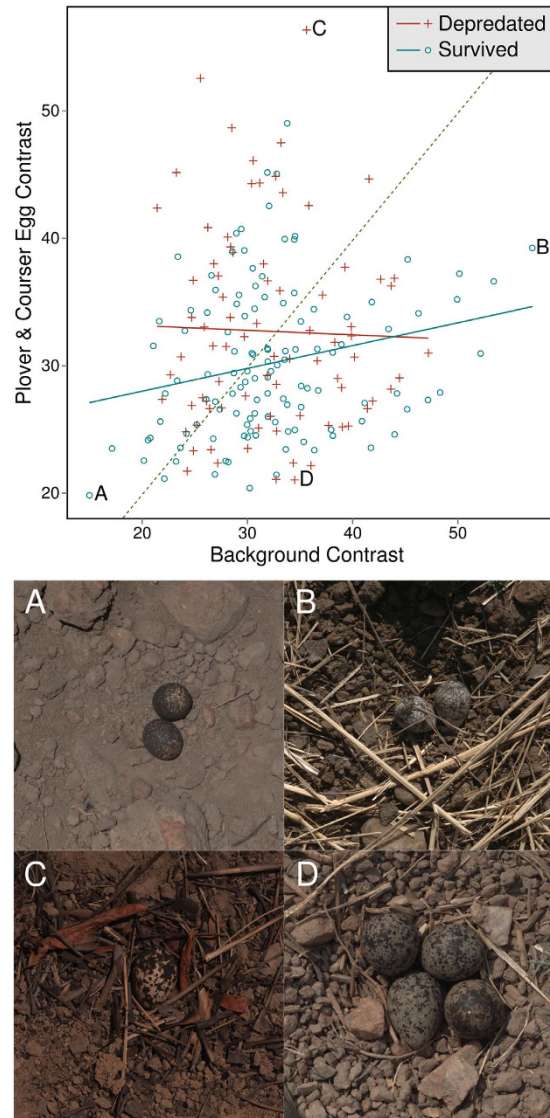 C
Depredated
Survived
50
40
30
20
B
A
D
20
30
40
50
Plover & Courser Egg Contrast
Background Contrast
A
B
C
D